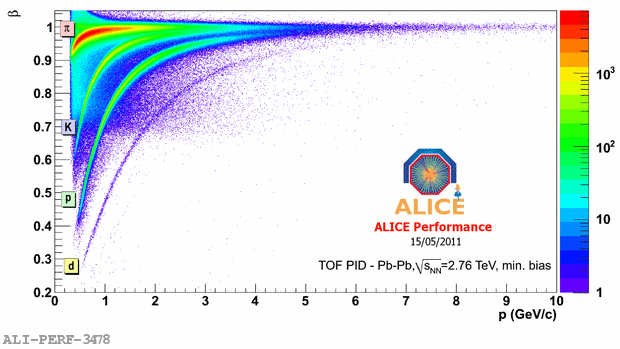 β
1
0.9
0.8
0.7
0.6
0.5
0.4
0.3
0.2
π
K
p
d
0 1 2 3 4 5 6 7 8 9 10
p (GeV/c)
10³
10²
10
1
ALICE
ALICE Performance
15/05/2011
TOF PID - Pb-Pb,√sNN=2.76 TeV, min. bias
ALI-PERF-3478